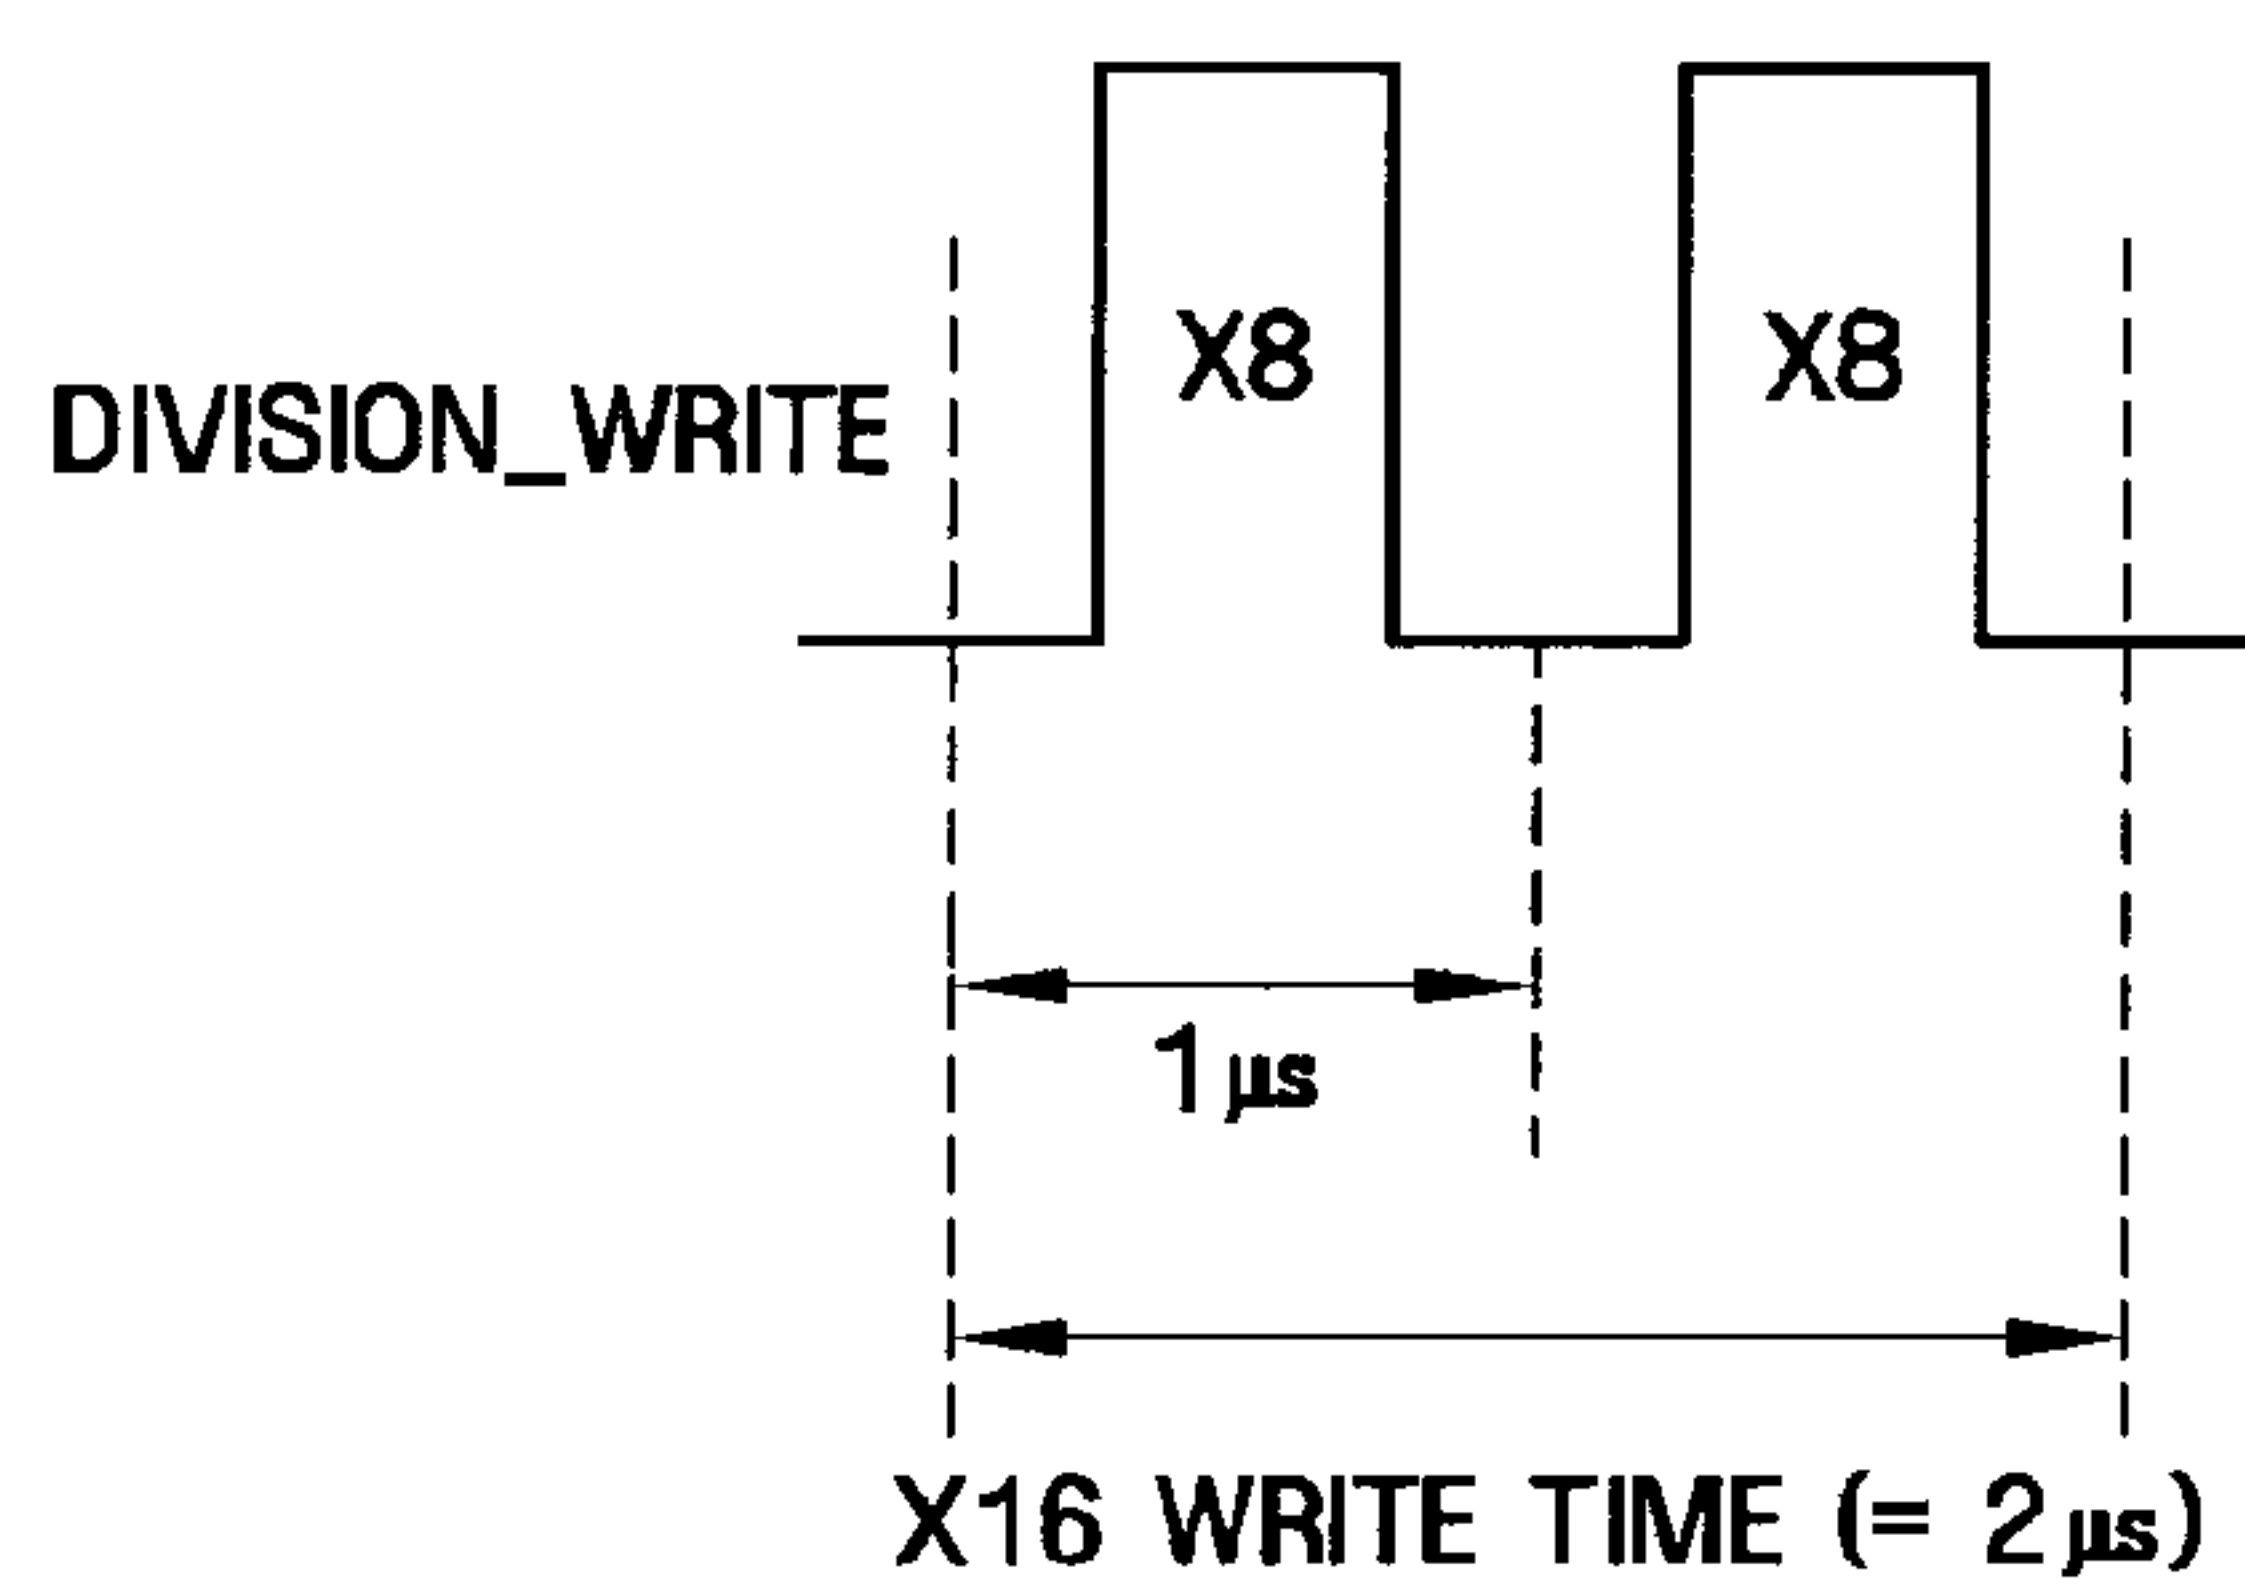 X8 X8
DIVISION_WRITE
1μs
X16 WRITE TIME (= 2μs)